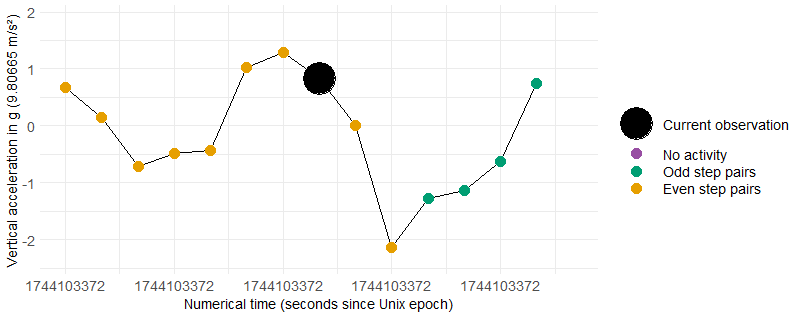 Vertical acceleration in g (9.80665 m/s²)
2
1
0
-1
-2
1744103372 1744103372 1744103372 1744103372 1744103372
Numerical time (seconds since Unix epoch)
Current observation
No activity
Odd step pairs
Even step pairs